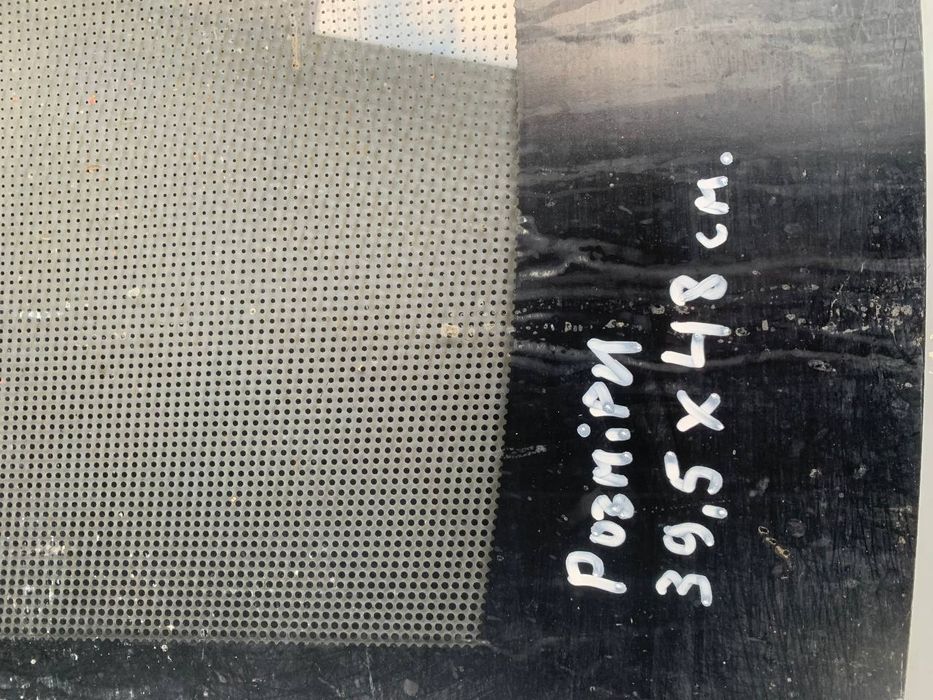 Розміри
39,5 х 48 см.